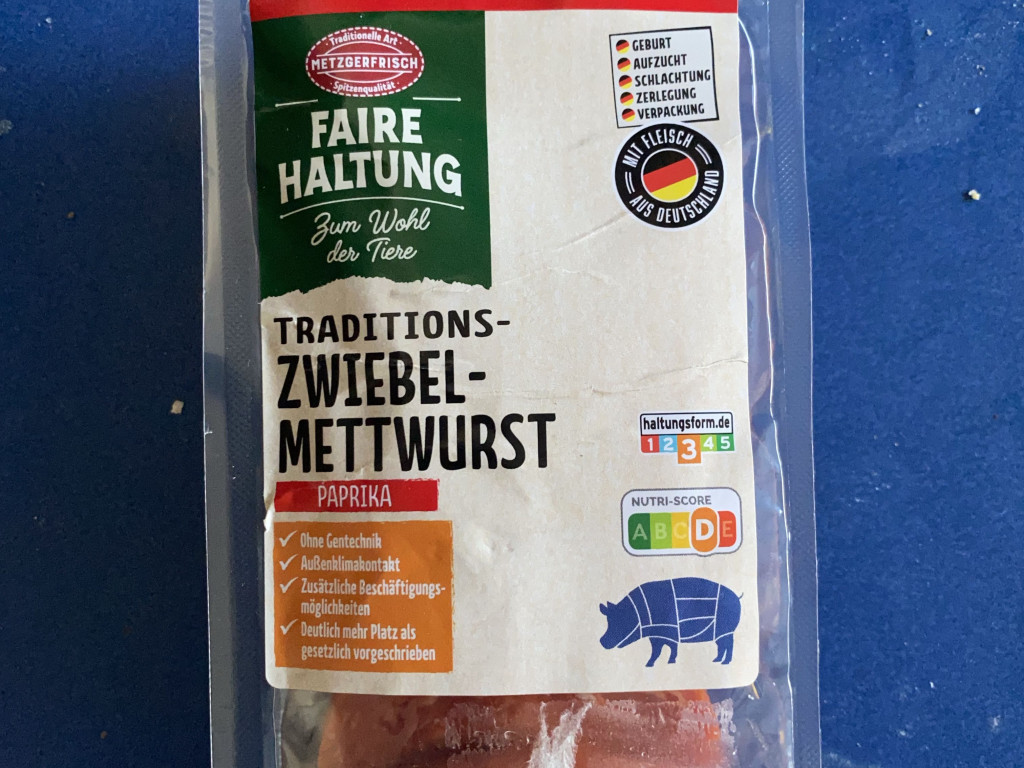 Traditionelle Art
METZGERFRISCH
Spitzenqualität
FAIRE
HALTUNG
Zum Wohl
der Tiere
GEBURT
AUFZUCHT
SCHLACHTUNG
ZERLEGUNG
VERPACKUNG
MIT FLEISCH
AUS DEUTSCHLAND
TRADITIONS-
ZWIEBEL-
METTWURST
PAPRIKA
✓ Ohne Gentechnik
✓ Außenklimakontakt
✓ Zusätzliche Beschäftigungs-
möglichkeiten
✓ Deutlich mehr Platz als
gesetzlich vorgeschrieben
haltungsform.de
1 2 3 4 5
NUTRI-SCORE
A B C D E